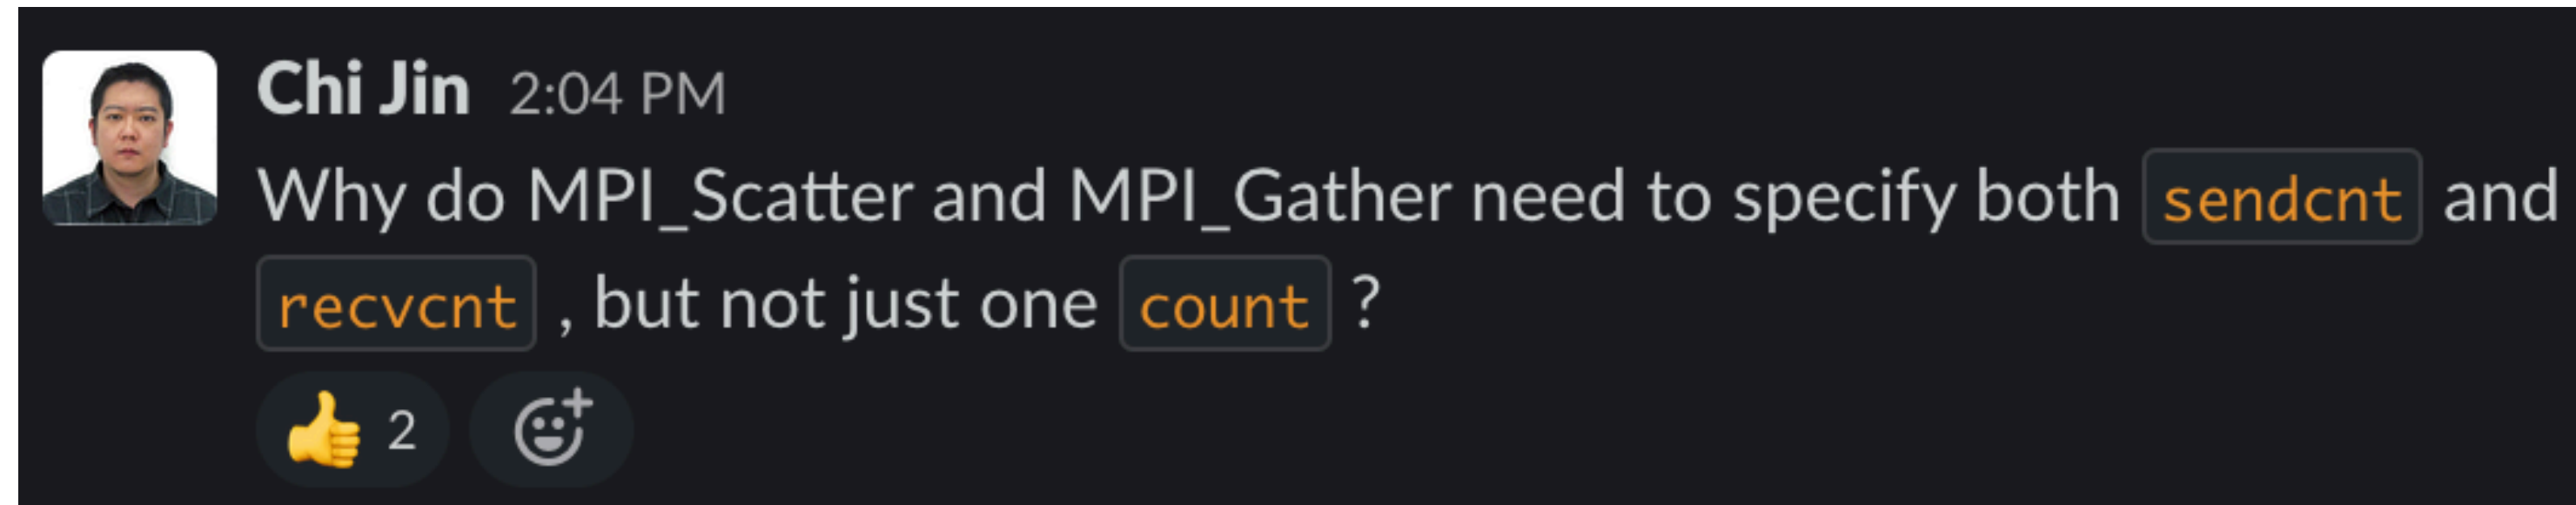 Chi Jin 2:04 PM
Why do MPI_Scatter and MPI_Gather need to specify both sendcnt and
recvcnt , but not just one count ?
👍 2